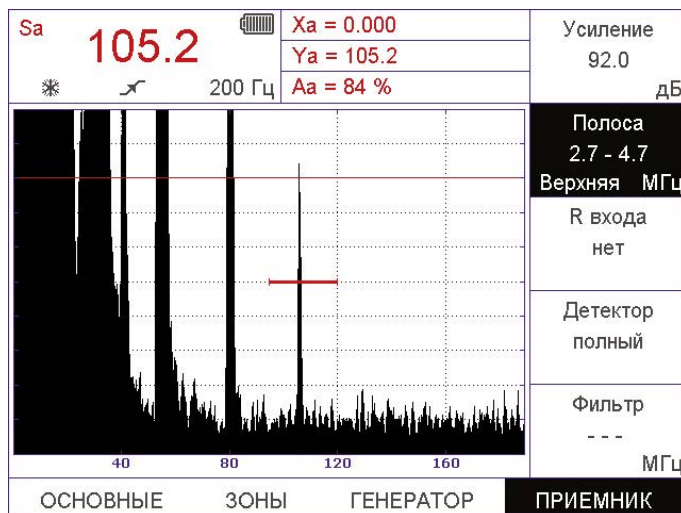 Sa
105.2
200 Гц
Xa = 0.000
Ya = 105.2
Aa = 84 %
Усиление
92.0
дБ
Полоса
2.7 - 4.7
Верхняя МГц
R входа
нет
Детектор
полный
Фильтр
- - -
МГц
40 80 120 160
ОСНОВНЫЕ ЗОНЫ ГЕНЕРАТОР ПРИЕМНИК